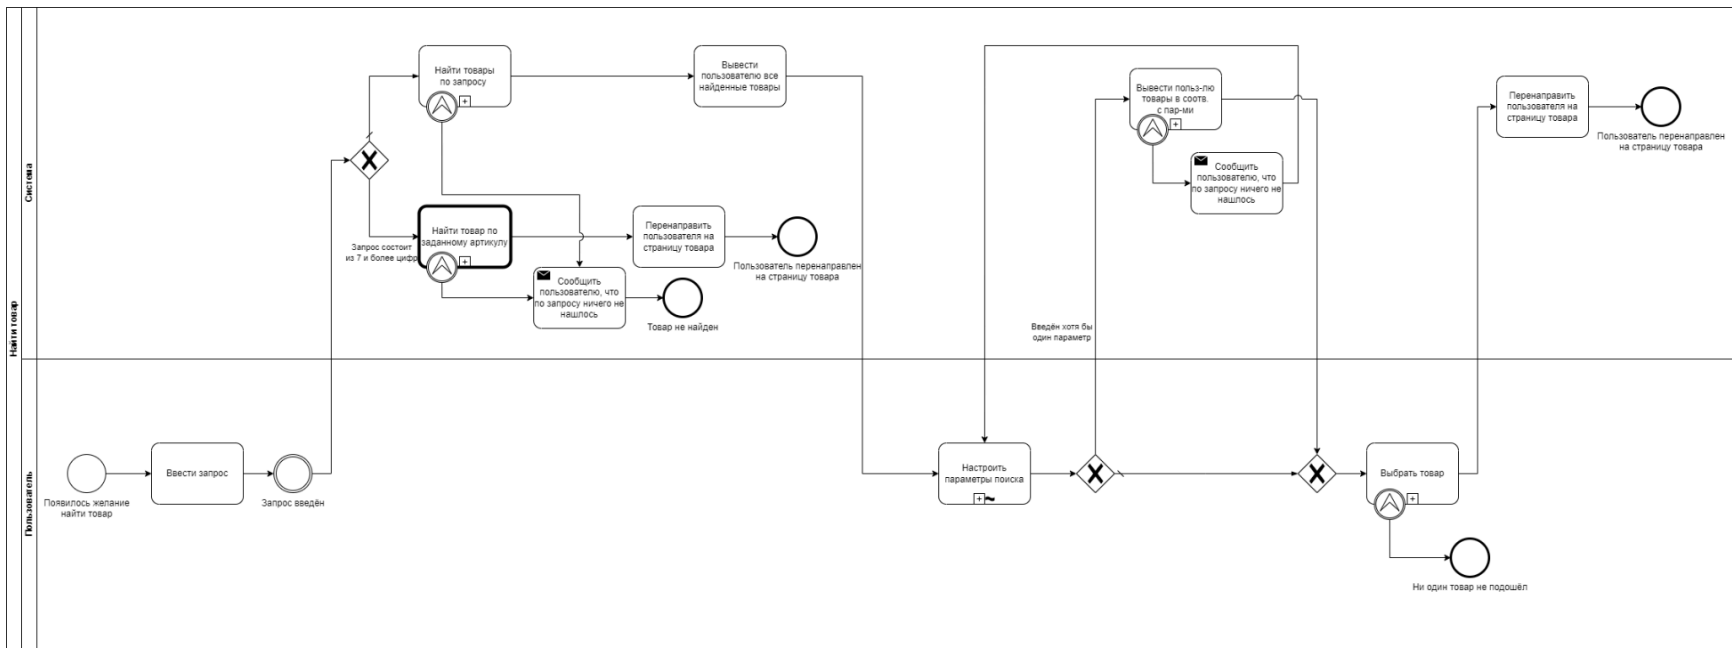 Найти товар
Система
Найти товары
по запросу
Вывести
пользователю все
найденные товары
Запрос состоит
из 7 и более цифр
Найти товар по
заданному артикулу
Перенаправить
пользователя на
страницу товара
Пользователь перенаправлен
на страницу товара
Сообщить
пользователю, что
по запросу ничего не
нашлось
Товар не найден
Вывести польз-лю
товары в соотв.
с пар-ми
Сообщить
пользователю, что
по запросу ничего не
нашлось
Введён хотя бы
один параметр
Перенаправить
пользователя на
страницу товара
Пользователь перенаправлен
на страницу товара
Пользователь
Появилось желание
найти товар
Ввести запрос
Запрос введён
Настроить
параметры поиска
Выбрать товар
Ни один товар не подошёл